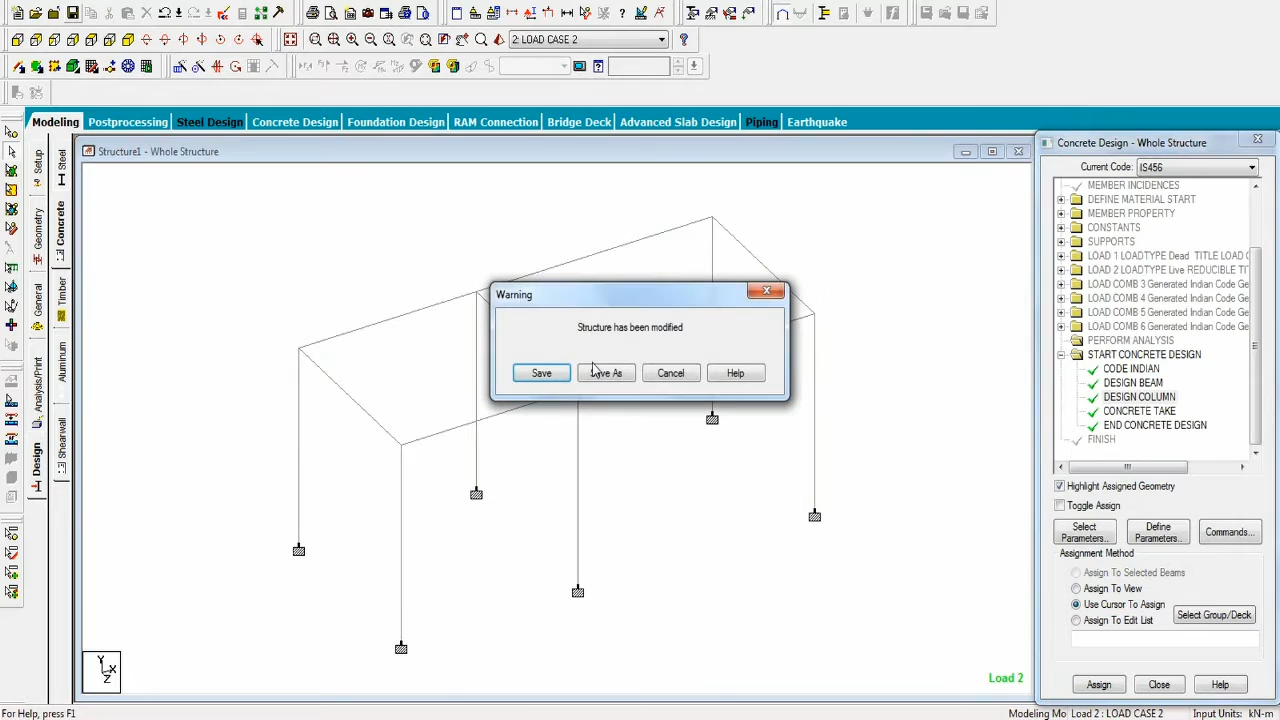 2: LOAD CASE 2
Modeling
Postprocessing
Steel Design
Concrete Design
Foundation Design
RAM Connection
Bridge Deck
Advanced Slab Design
Piping
Earthquake
Setup
Geometry
General
Analysis/Print
Design
Steel
Concrete
Timber
Aluminum
Shearwall
Structure1 - Whole Structure
Warning
Structure has been modified
Save
Save As
Cancel
Help
Y
X
Z
Load 2
Concrete Design - Whole Structure
Current Code:
IS456
MEMBER INCIDENCES
DEFINE MATERIAL START
MEMBER PROPERTY
CONSTANTS
SUPPORTS
LOAD 1 LOADTYPE Dead TITLE LOAD C
LOAD 2 LOADTYPE Live REDUCIBLE TI
LOAD COMB 3 Generated Indian Code Ge
LOAD COMB 4 Generated Indian Code Ge
LOAD COMB 5 Generated Indian Code Ge
LOAD COMB 6 Generated Indian Code Ge
PERFORM ANALYSIS
START CONCRETE DESIGN
CODE INDIAN
DESIGN BEAM
DESIGN COLUMN
CONCRETE TAKE
END CONCRETE DESIGN
FINISH
Highlight Assigned Geometry
Toggle Assign
Select
Parameters..
Define
Parameters..
Commands...
Assignment Method
Assign To Selected Beams
Assign To View
Use Cursor To Assign
Assign To Edit List
Select Group/Deck
Assign
Close
Help
For Help, press F1
Modeling Mo
Load 2 : LOAD CASE 2
Input Units:
kN-m